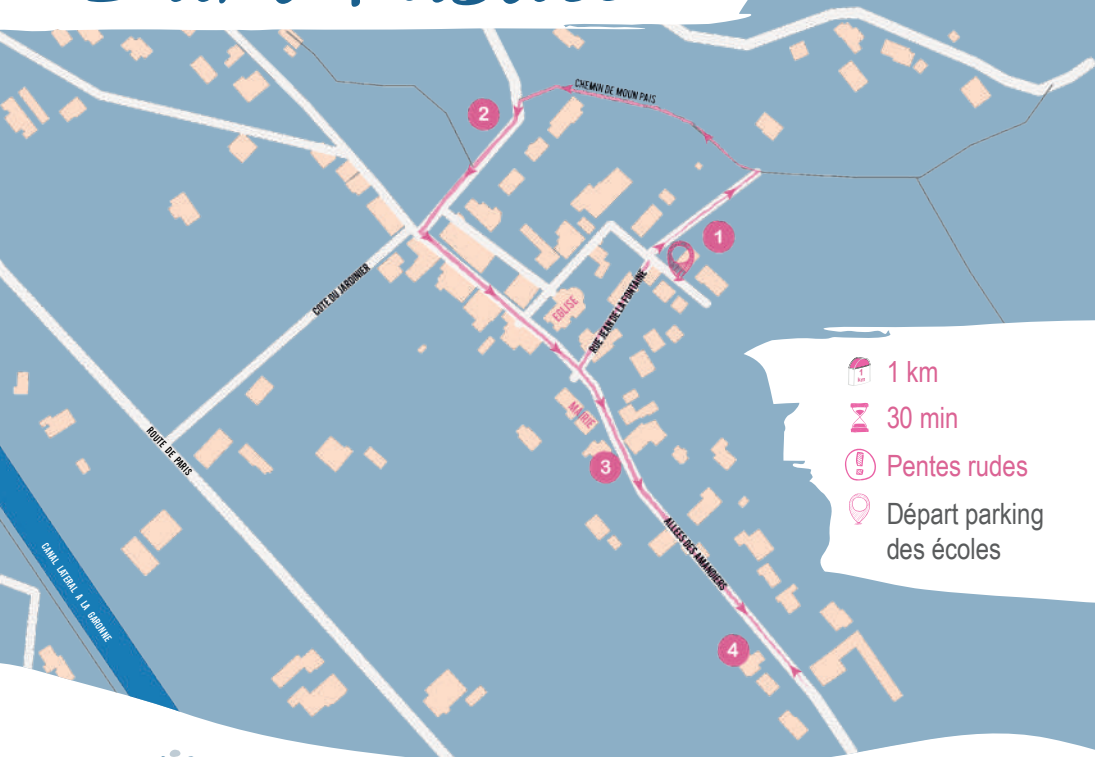 CHEMIN DE MOUN PAIS
2
1
COTE DU JARDINIER
EGLISE
RUE JEAN DE LA FONTAINE
1 km
1 km
30 min
Pentes rudes
Départ parking
des écoles
MAIRIE
ROUTE DE PARIS
3
ALLEES DES AMANDIERS
CANAL LATERAL A LA GARONNE
4